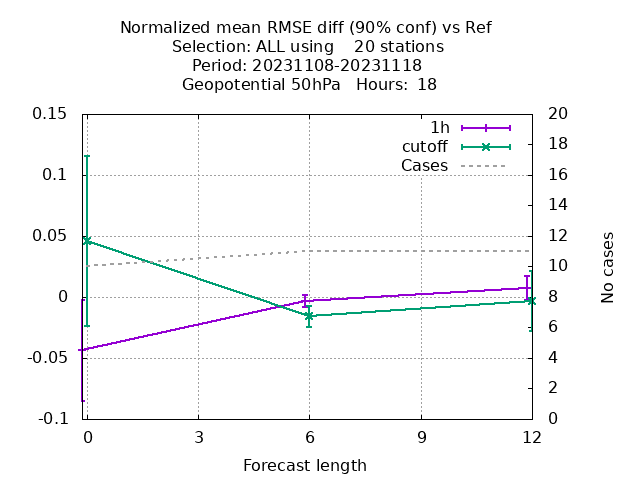 Normalized mean RMSE diff (90% conf) vs Ref
Selection: ALL using    20 stations
Period: 20231108-20231118
Geopotential 50hPa   Hours:  18
0.15
0.1
0.05
0
-0.05
-0.1
20
18
16
14
12
10
8
6
4
2
0
1h
cutoff
Cases
No cases
0
3
6
9
12
Forecast length